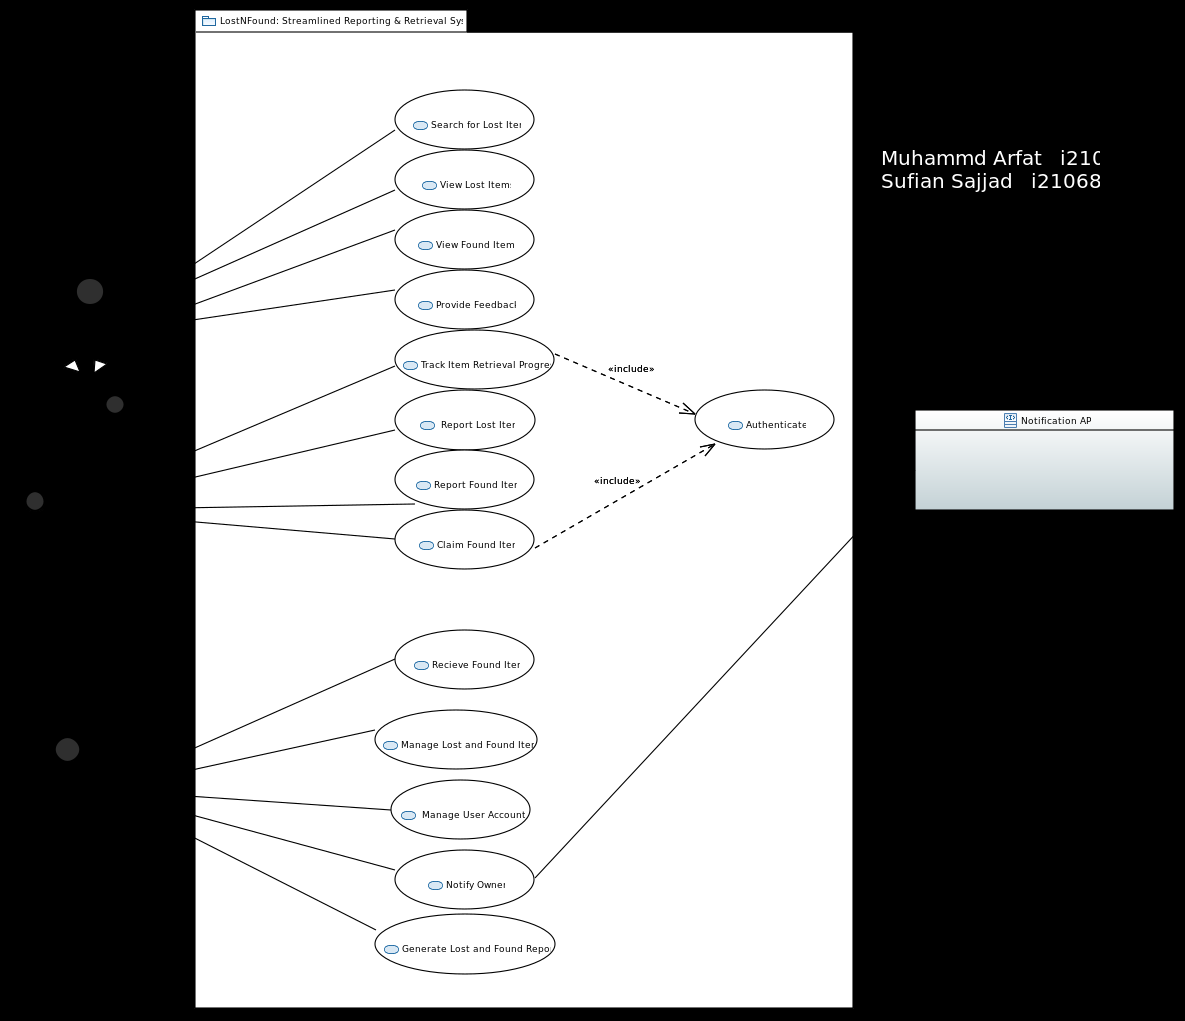 LostNFound: Streamlined Reporting & Retrieval Sys
Search for Lost Iter
View Lost Items
View Found Item
Provide Feedbacl
Track Item Retrieval Progre
Report Lost Iter
Report Found Iter
Claim Found Iter
«include»
«include»
Authenticate
Muhammd Arfat i210
Sufian Sajjad i21068
Notification AP
Recieve Found Iter
Manage Lost and Found Iter
Manage User Account
Notify Owner
Generate Lost and Found Repo